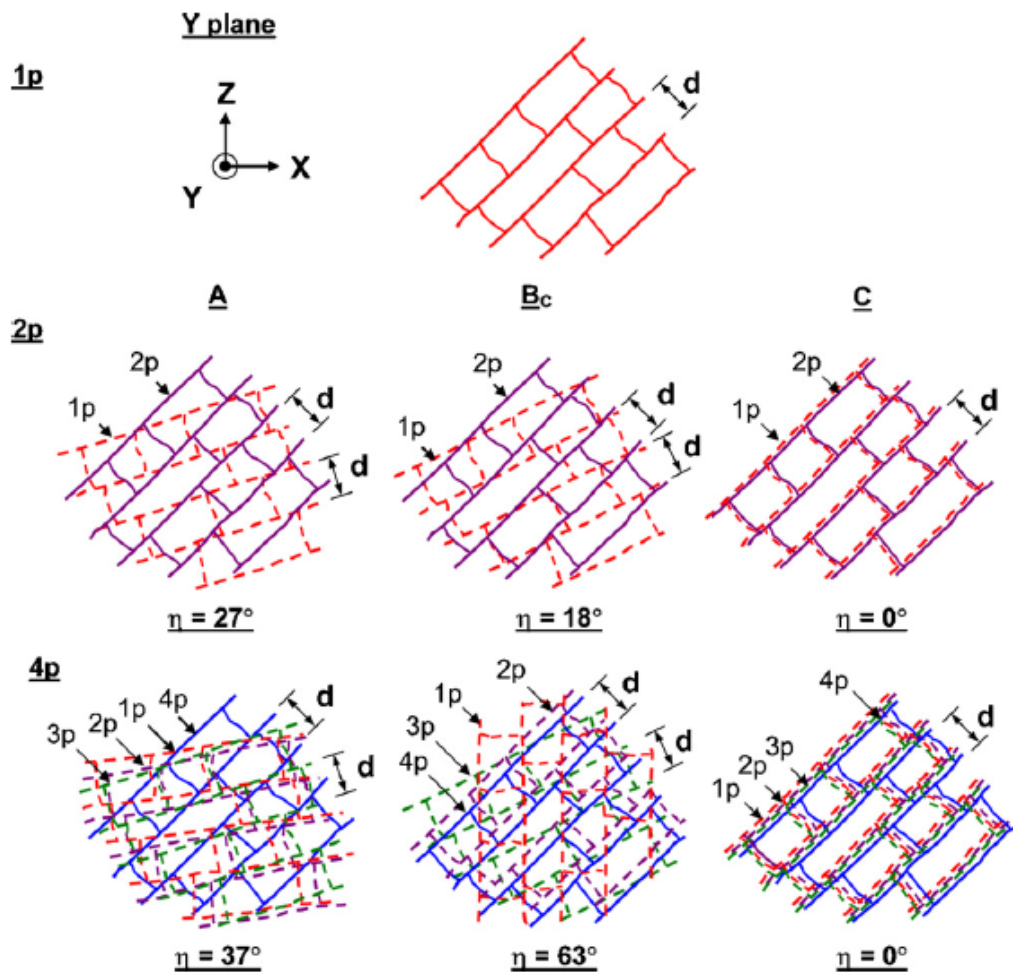 Y plane
1p
Z
X
Y
d
A
Bc
C
2p
2p
1p
d
d
2p
1p
d
d
2p
1p
d
η = 27°
η = 18°
η = 0°
4p
4p
1p
2p
3p
d
d
2p
1p
3p
4p
d
d
4p
3p
2p
1p
d
η = 37°
η = 63°
η = 0°